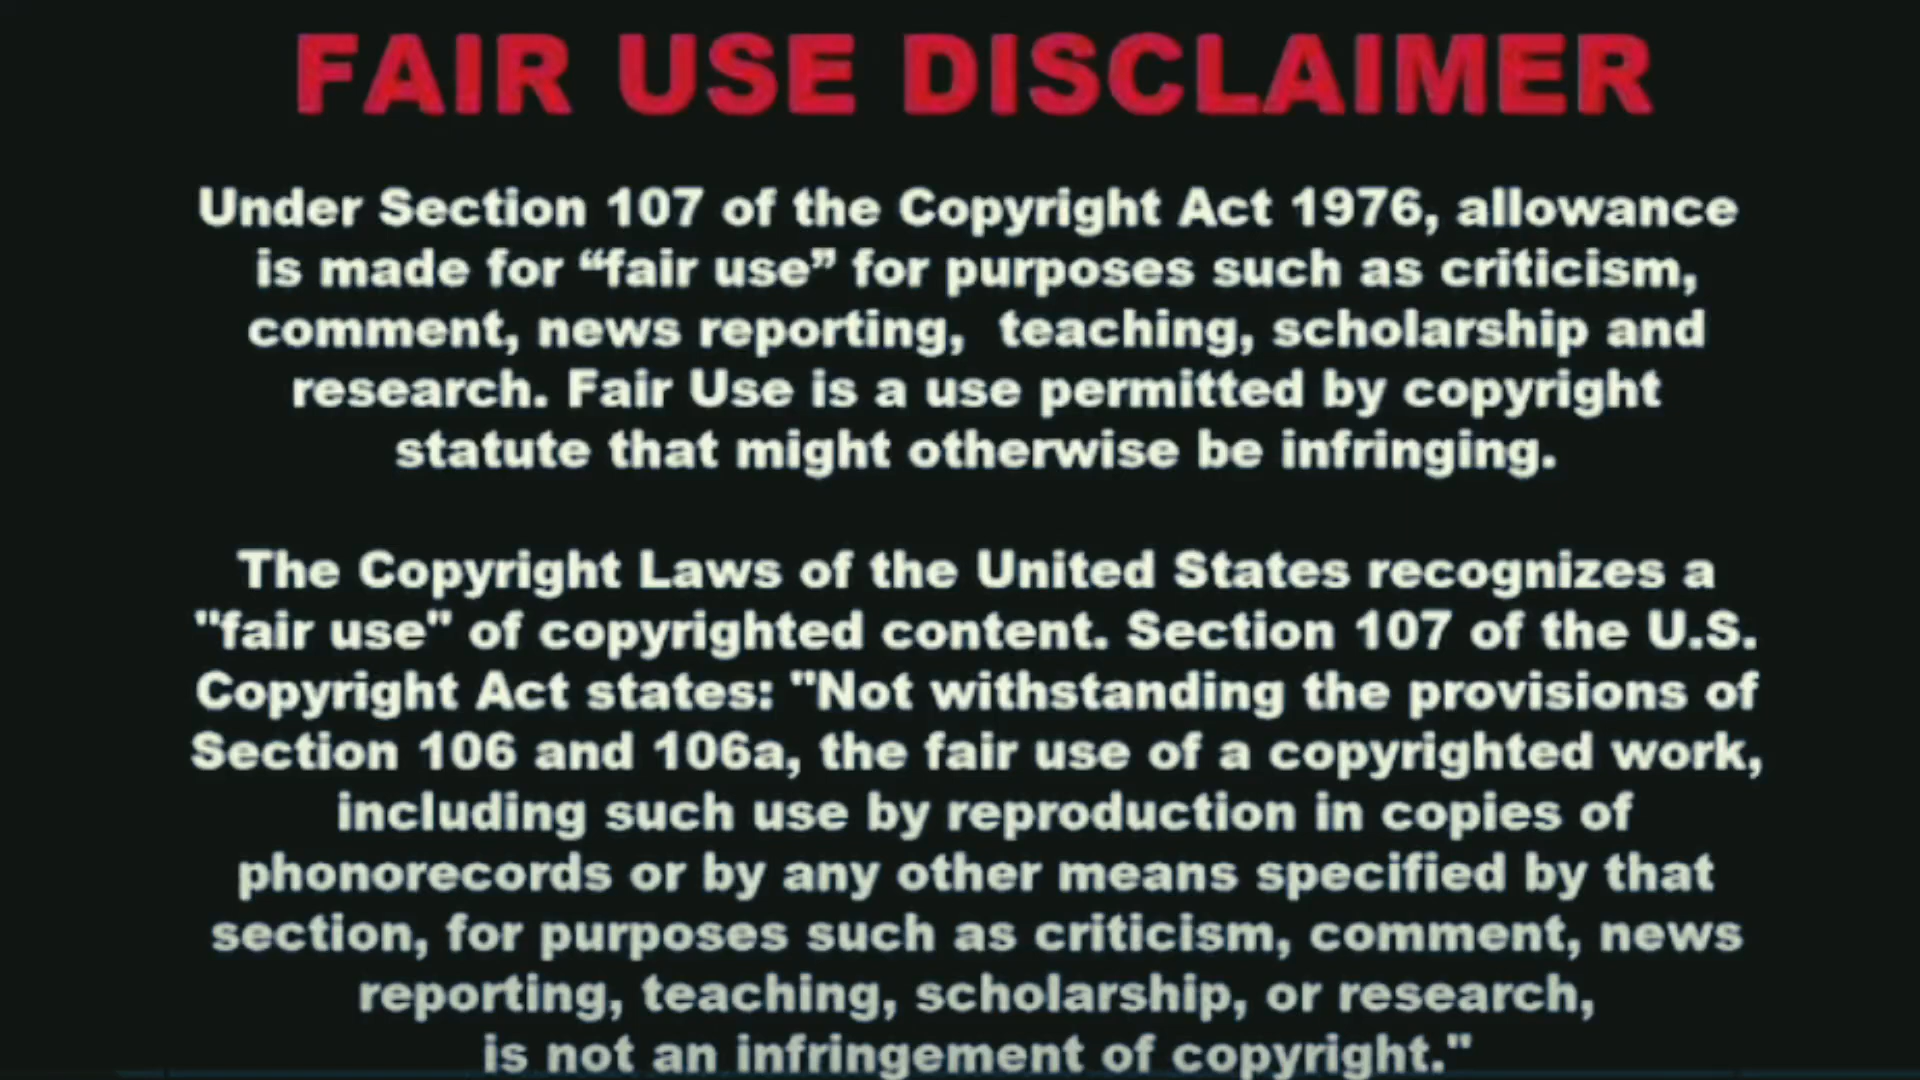 FAIR USE DISCLAIMER
Under Section 107 of the Copyright Act 1976, allowance
is made for “fair use” for purposes such as criticism,
comment, news reporting,  teaching, scholarship and
research. Fair Use is a use permitted by copyright
statute that might otherwise be infringing.
The Copyright Laws of the United States recognizes a
"fair use" of copyrighted content. Section 107 of the U.S.
Copyright Act states: "Not withstanding the provisions of
Section 106 and 106a, the fair use of a copyrighted work,
including such use by reproduction in copies of
phonorecords or by any other means specified by that
section, for purposes such as criticism, comment, news
reporting, teaching, scholarship, or research,
is not an infringement of copyright."